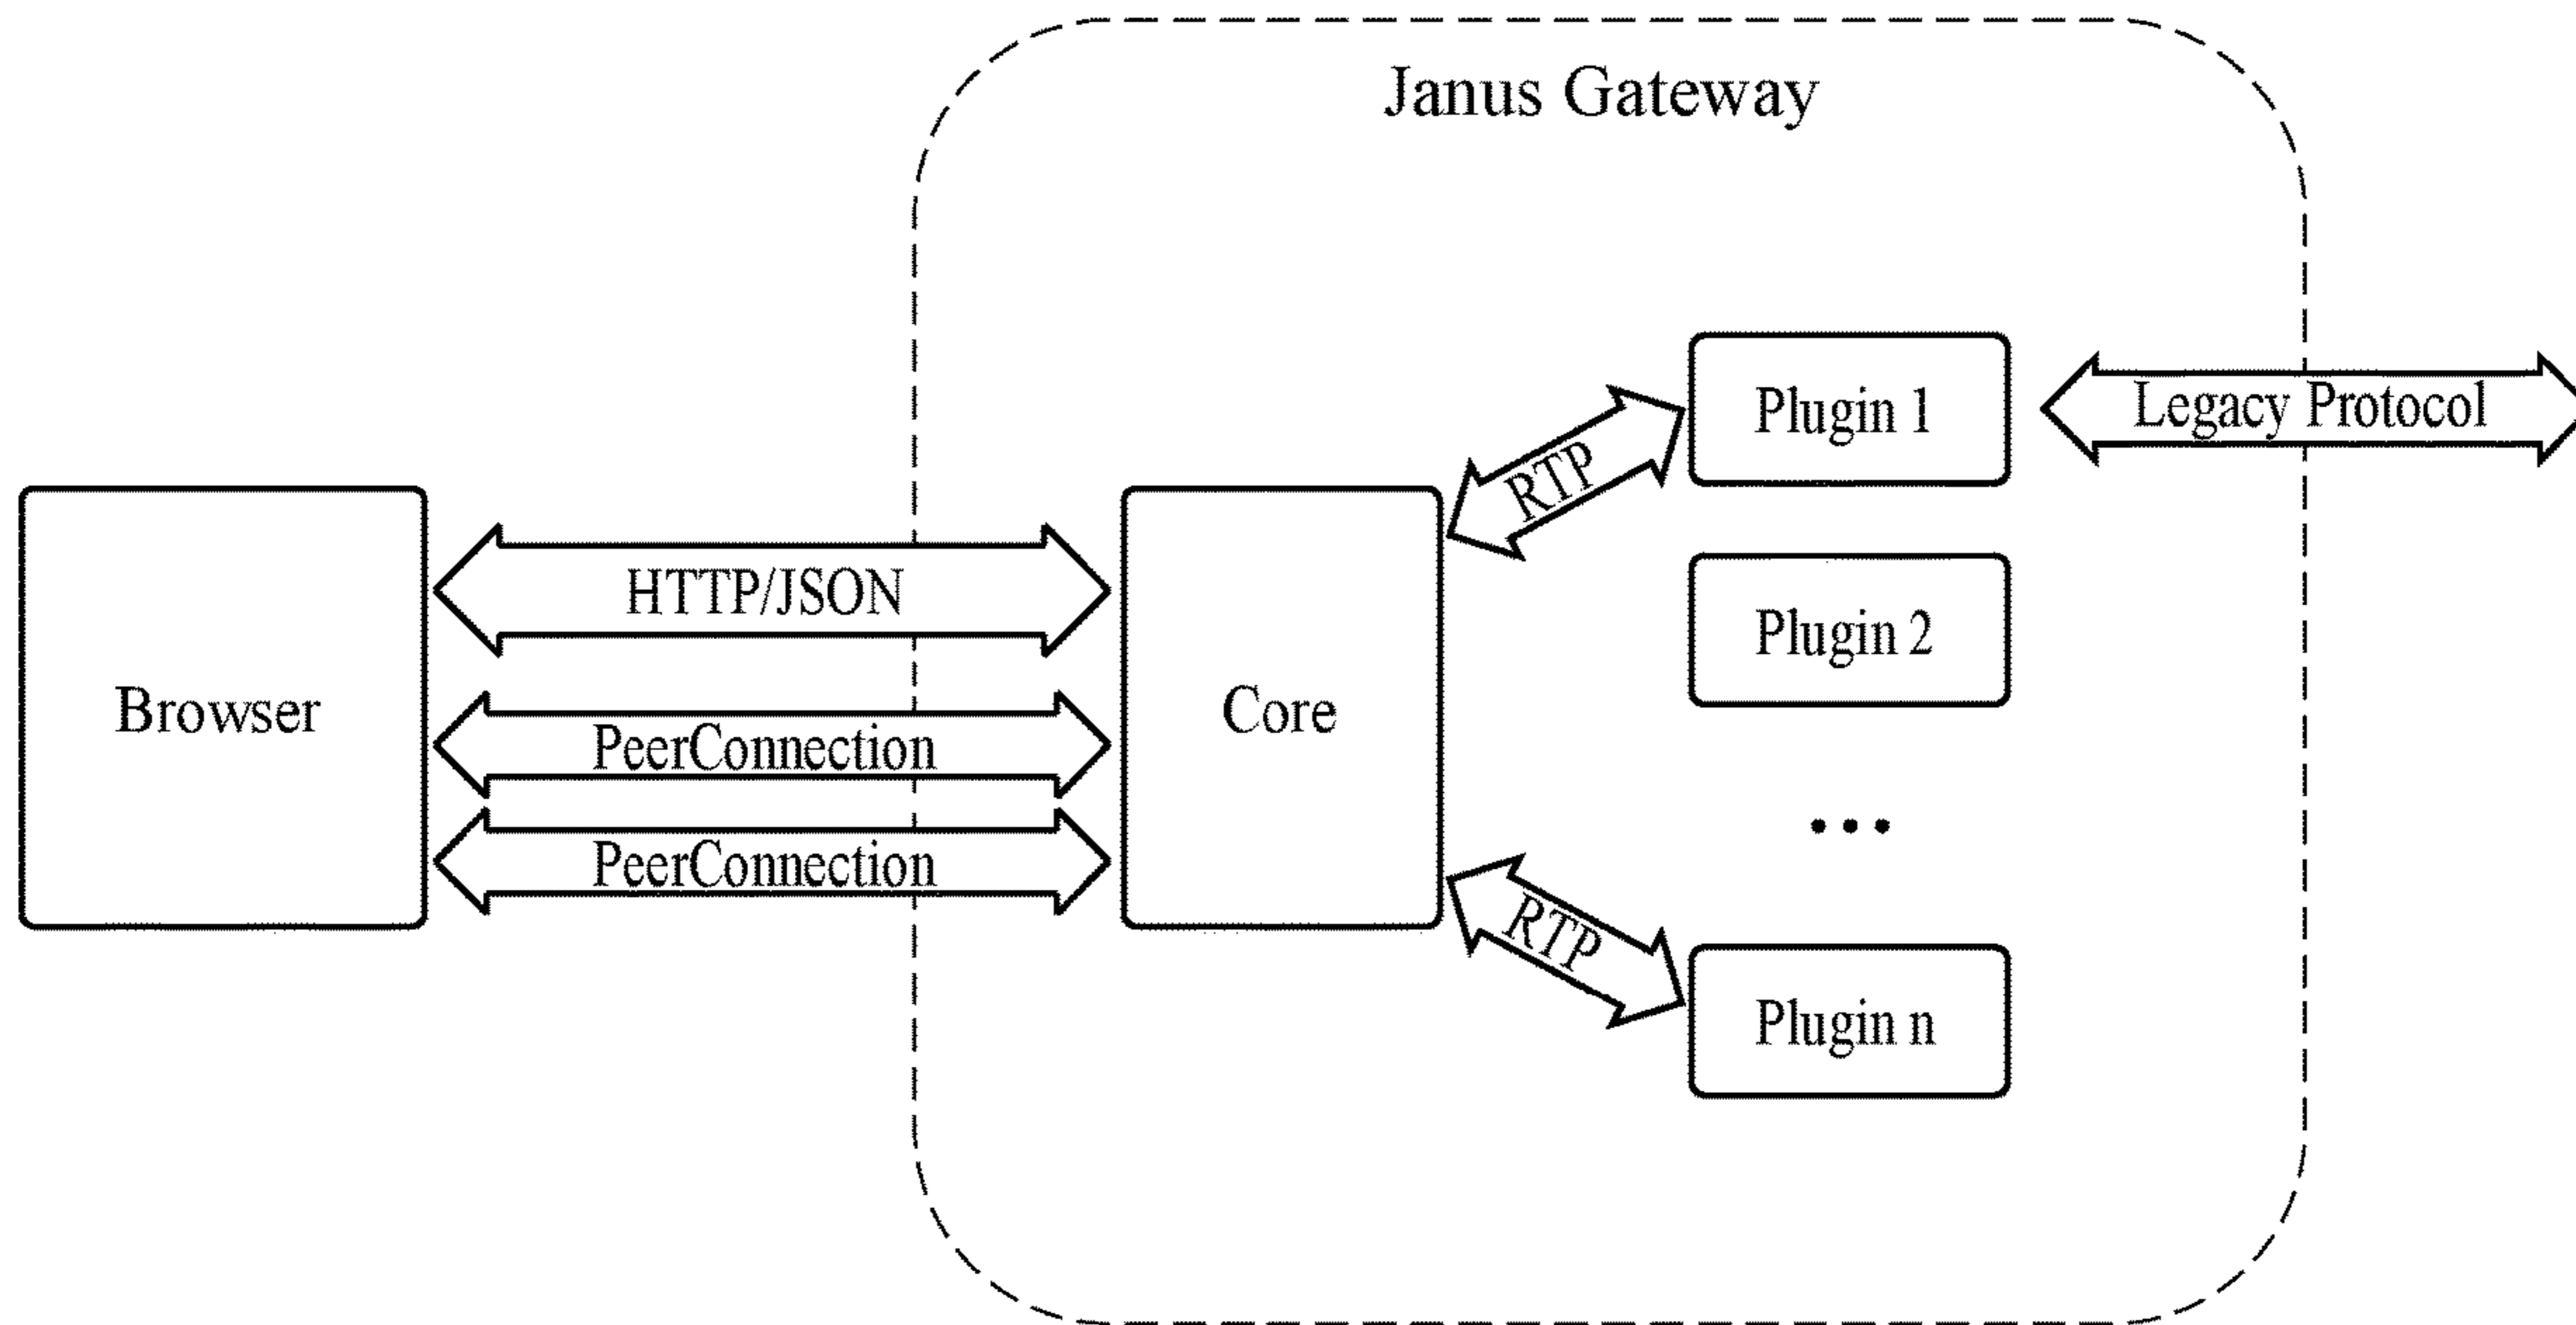 Janus Gateway
Plugin 1
Legacy Protocol
RTP
HTTP/JSON
Plugin 2
Browser
Core
PeerConnection
...
PeerConnection
RTP
Plugin n